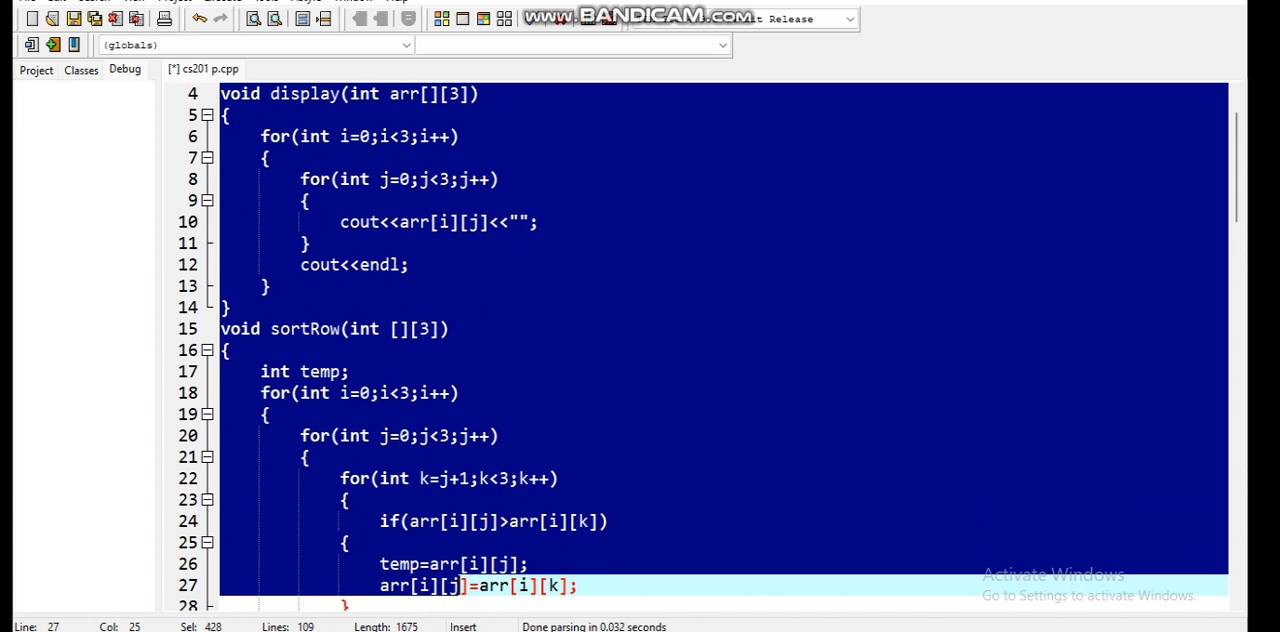 www.BANDICAM.com
Release
(globals)
Project Classes Debug [*] cs201 p.cpp
4 void display(int arr[][3])
5 {
6 for(int i=0;i<3;i++)
7 {
8 for(int j=0;j<3;j++)
9 {
10 cout<<arr[i][j]<<"";
11 }
12 cout<<endl;
13 }
14 }
15 void sortRow(int [][3])
16 {
17 int temp;
18 for(int i=0;i<3;i++)
19 {
20 for(int j=0;j<3;j++)
21 {
22 for(int k=j+1;k<3;k++)
23 {
24 if(arr[i][j]>arr[i][k])
25 {
26 temp=arr[i][j];
27 arr[i][j]=arr[i][k];
28 }
Activate Windows
Go to Settings to activate Windows.
Line: 27 Col: 25 Sel: 428 Lines: 109 Length: 1675 Insert Done parsing in 0.032 seconds